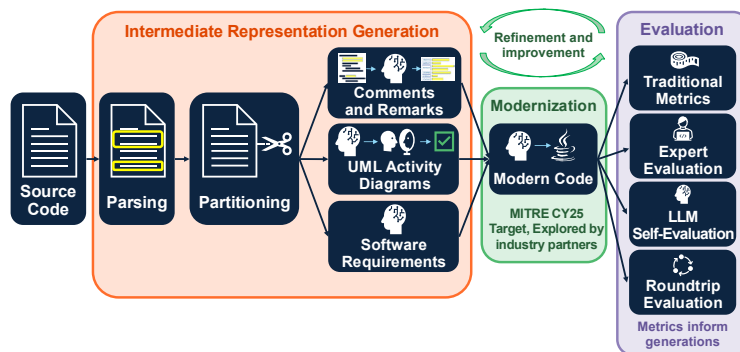 Intermediate Representation Generation
Refinement and
improvement
Evaluation
Source
Code
Parsing
Partitioning
Comments
and Remarks
UML Activity
Diagrams
Software
Requirements
Modernization
Modern Code
MITRE CY25
Target, Explored by
industry partners
Traditional
Metrics
Expert
Evaluation
LLM
Self-Evaluation
Roundtrip
Evaluation
Metrics inform
generations